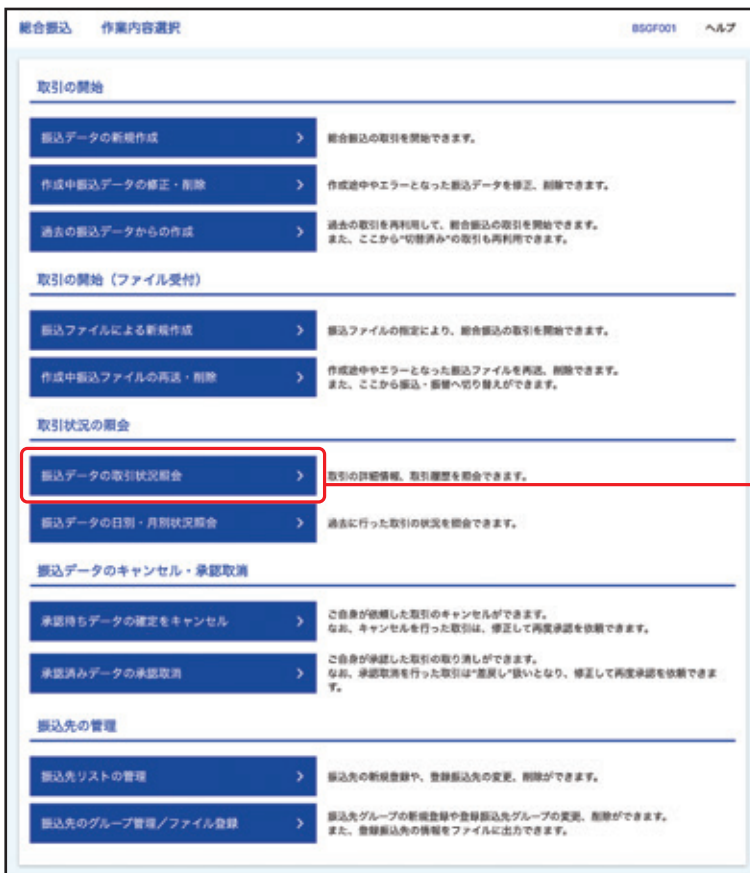 総合振込　作業内容選択　BSGF001　ヘルプ
取引の開始
振込データの新規作成
総合振込の取引を開始できます。
作成中振込データの修正・削除
作成途中やエラーとなった振込データを修正、削除できます。
過去の振込データからの作成
過去の取引を再利用して、総合振込の取引を開始できます。
また、ここから"切替済み"の取引も再利用できます。
取引の開始（ファイル受付）
振込ファイルによる新規作成
振込ファイルの指定により、総合振込の取引を開始できます。
作成中振込ファイルの再送・削除
作成途中やエラーとなった振込ファイルを再送、削除できます。
また、ここから振込・振替へ切り替えができます。
取引状況の照会
振込データの取引状況照会
取引の詳細情報、取引履歴を照会できます。
振込データの日別・月別状況照会
過去に行った取引の状況を照会できます。
振込データのキャンセル・承認取消
承認待ちデータの確定をキャンセル
ご自身が依頼した取引のキャンセルができます。
なお、キャンセルを行った取引は、修正して再度承認を依頼できます。
承認済みデータの承認取消
ご自身が承認した取引の取り消しができます。
なお、承認取消を行った取引は"差戻し"扱いとなり、修正して再度承認を依頼できま
す。
振込先の管理
振込先リストの管理
振込先の新規登録や、登録振込先の変更、削除ができます。
振込先のグループ管理／ファイル登録
振込先グループの新規登録や登録振込先グループの変更、削除ができます。
また、登録振込先の情報をファイルに出力できます。